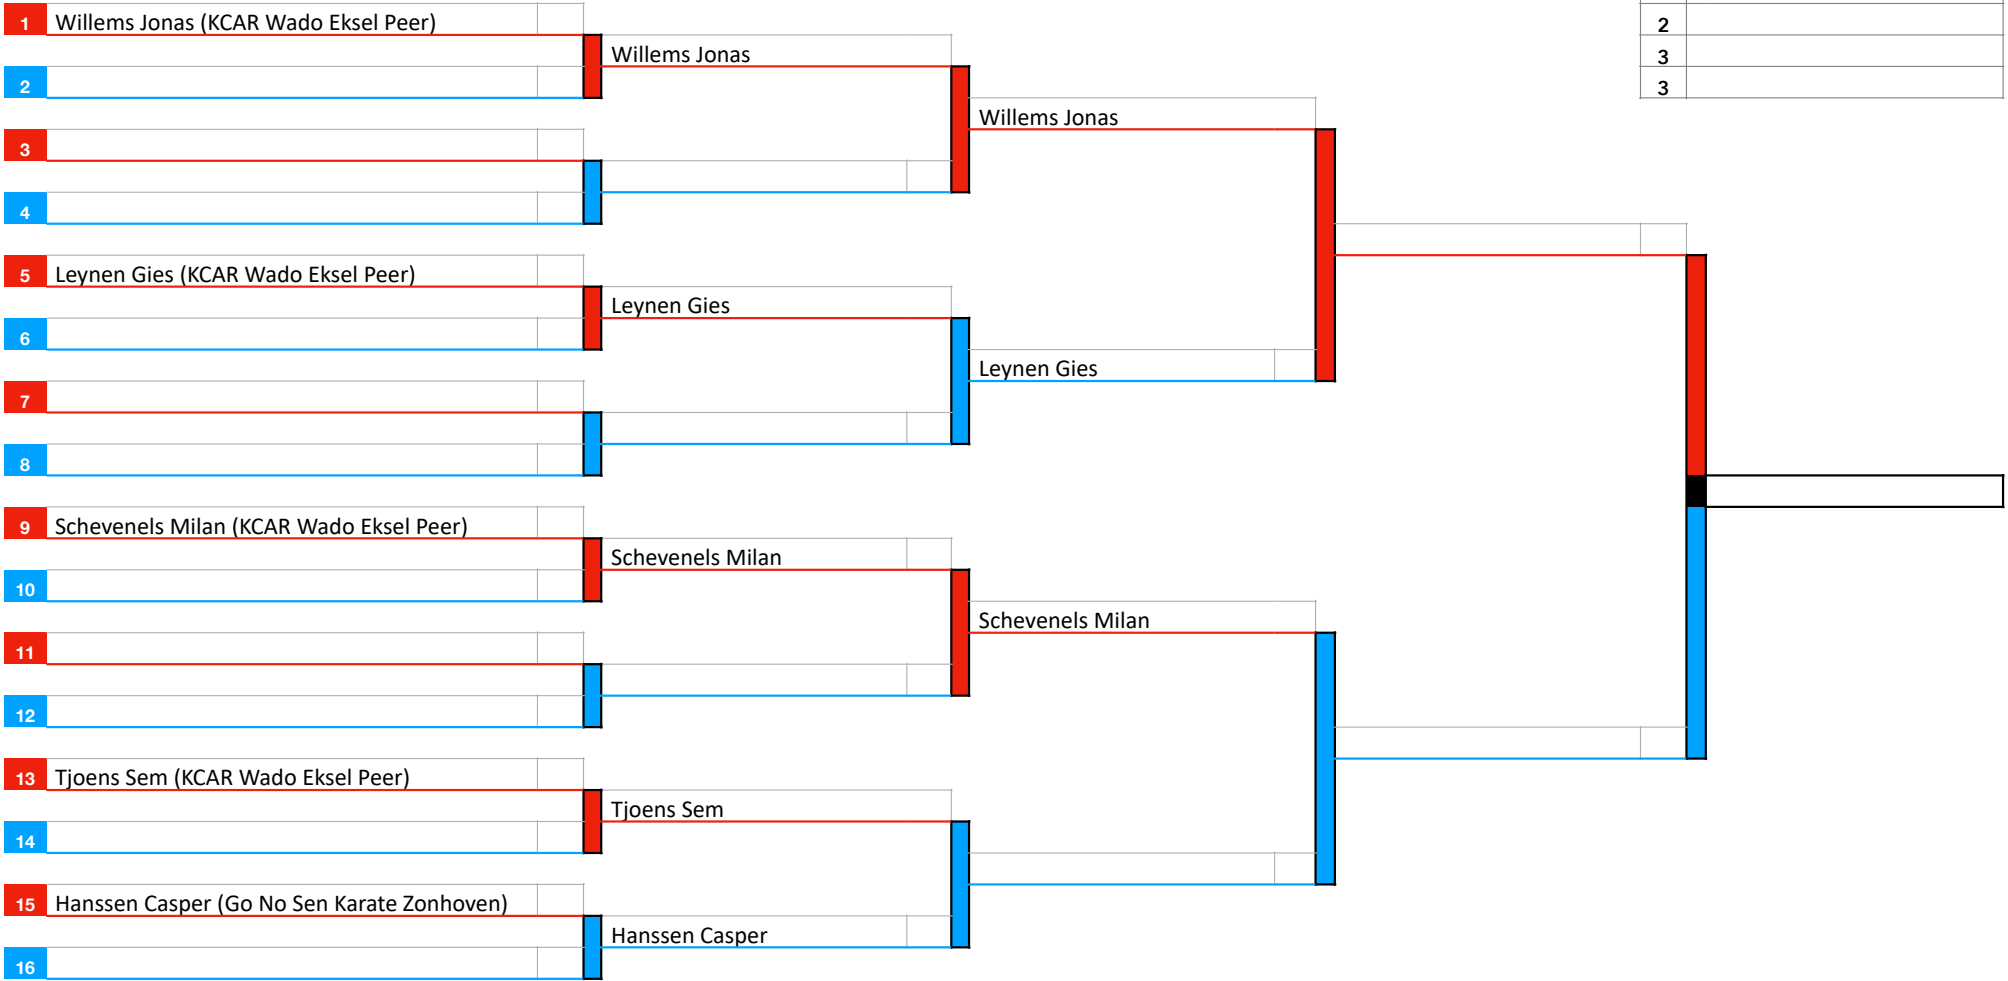 1 Willems Jonas (KCAR Wado Eksel Peer)
2
3
3
Willems Jonas
2
Willems Jonas
3
4
5 Leynen Gies (KCAR Wado Eksel Peer)
Leynen Gies
6
Leynen Gies
7
8
9 Schevenels Milan (KCAR Wado Eksel Peer)
Schevenels Milan
10
Schevenels Milan
11
12
13 Tjoens Sem (KCAR Wado Eksel Peer)
Tjoens Sem
14
15 Hanssen Casper (Go No Sen Karate Zonhoven)
Hanssen Casper
16